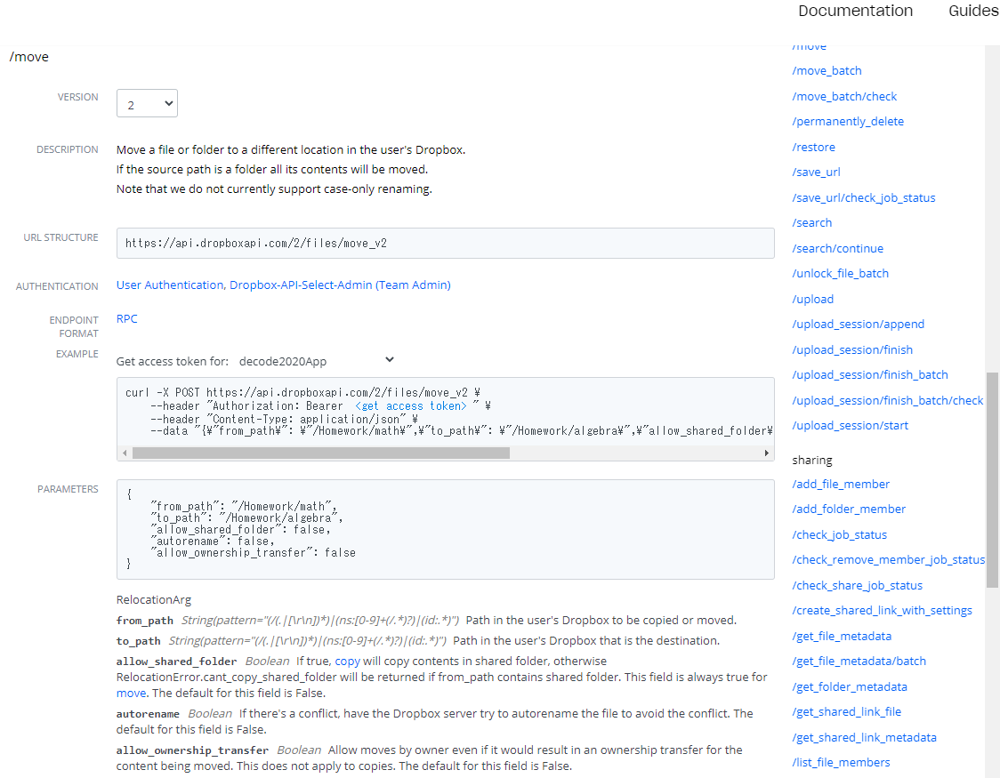 Documentation Guides
/move
VERSION
2
DESCRIPTION
Move a file or folder to a different location in the user's Dropbox.
If the source path is a folder all its contents will be moved.
Note that we do not currently support case-only renaming.
URL STRUCTURE
https://api.dropboxapi.com/2/files/move_v2
AUTHENTICATION
User Authentication, Dropbox-API-Select-Admin (Team Admin)
ENDPOINT
FORMAT
RPC
EXAMPLE
Get access token for: decode2020App
curl -X POST https://api.dropboxapi.com/2/files/move_v2 ¥
--header "Authorization: Bearer <get access token> " ¥
--header "Content-Type: application/json" ¥
--data "{¥"from_path¥": ¥"/Homework/math¥",¥"to_path¥": ¥"/Homework/algebra¥",¥"allow_shared_folder¥
PARAMETERS
{
"from_path": "/Homework/math",
"to_path": "/Homework/algebra",
"allow_shared_folder": false,
"autorename": false,
"allow_ownership_transfer": false
}
RelocationArg
from_path String(pattern="(/(.|[\r\n])*)|(ns:[0-9]+(/.*)?)|(id:.*)") Path in the user's Dropbox to be copied or moved.
to_path String(pattern="(/(.|[\r\n])*)|(ns:[0-9]+(/.*)?)|(id:.*)") Path in the user's Dropbox that is the destination.
allow_shared_folder Boolean If true, copy will copy contents in shared folder, otherwise
RelocationError.cant_copy_shared_folder will be returned if from_path contains shared folder. This field is always true for
move. The default for this field is False.
autorename Boolean If there's a conflict, have the Dropbox server try to autorename the file to avoid the conflict. The
default for this field is False.
allow_ownership_transfer Boolean Allow moves by owner even if it would result in an ownership transfer for the
content being moved. This does not apply to copies. The default for this field is False.
/move
/move_batch
/move_batch/check
/permanently_delete
/restore
/save_url
/save_url/check_job_status
/search
/search/continue
/unlock_file_batch
/upload
/upload_session/append
/upload_session/finish
/upload_session/finish_batch
/upload_session/finish_batch/check
/upload_session/start
sharing
/add_file_member
/add_folder_member
/check_job_status
/check_remove_member_job_status
/check_share_job_status
/create_shared_link_with_settings
/get_file_metadata
/get_file_metadata/batch
/get_folder_metadata
/get_shared_link_file
/get_shared_link_metadata
/list_file_members